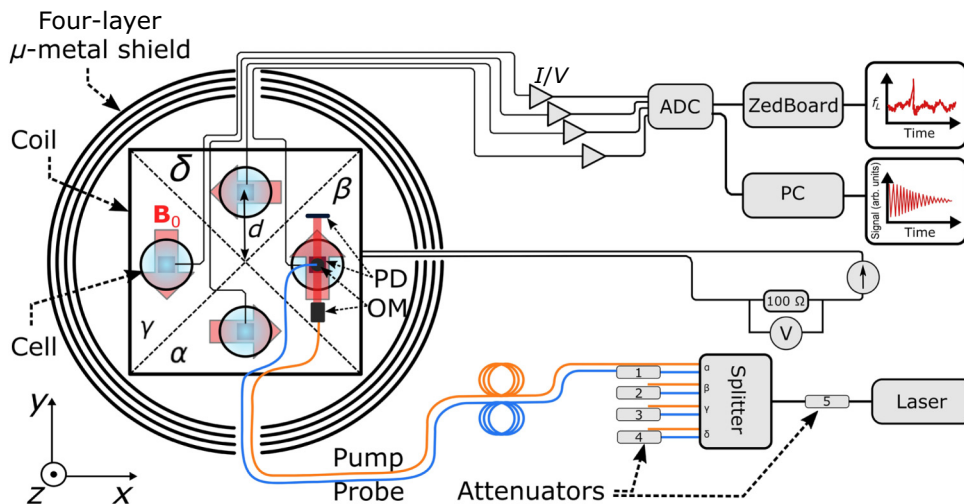 Four-layer
μ-metal shield
Coil
Cell
δ
β
γ
α
B₀
d
PD
OM
I/V
ADC
ZedBoard
PC
f_L
Time
Signal (arb. units)
Time
100 Ω
V
y
z
x
Pump
Probe
1
2
3
4
α
β
γ
δ
Splitter
5
Laser
Attenuators